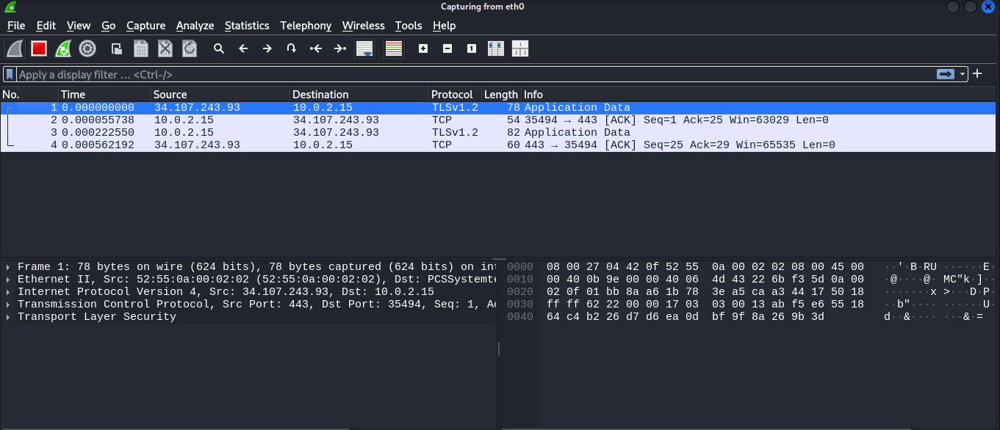 Capturing from eth0
File Edit View Go Capture Analyze Statistics Telephony Wireless Tools Help
Apply a display filter … <Ctrl-/>
No. Time Source Destination Protocol Length Info
1 0.000000000 34.107.243.93 10.0.2.15 TLSv1.2 78 Application Data
2 0.000055738 10.0.2.15 34.107.243.93 TCP 54 35494 → 443 [ACK] Seq=1 Ack=25 Win=63029 Len=0
3 0.000222550 10.0.2.15 34.107.243.93 TLSv1.2 82 Application Data
4 0.000562192 34.107.243.93 10.0.2.15 TCP 60 443 → 35494 [ACK] Seq=25 Ack=29 Win=65535 Len=0
Frame 1: 78 bytes on wire (624 bits), 78 bytes captured (624 bits) on in
Ethernet II, Src: 52:55:0a:00:02:02 (52:55:0a:00:02:02), Dst: PCSSystemte
Internet Protocol Version 4, Src: 34.107.243.93, Dst: 10.0.2.15
Transmission Control Protocol, Src Port: 443, Dst Port: 35494, Seq: 1, Ac
Transport Layer Security
0000 08 00 27 04 42 0f 52 55 0a 00 02 02 08 00 45 00 ··'·B·RU ······E·
0010 00 40 0b 9e 00 00 40 06 4d 43 22 6b f3 5d 0a 00 ·@····@· MC"k·]··
0020 02 0f 01 bb 8a a6 1b 78 3e a5 ca a3 44 17 50 18 ·······x >···D·P·
0030 ff ff 62 22 00 00 17 03 03 00 13 ab f5 e6 55 18 ··b"···· ······U·
0040 64 c4 b2 26 d7 d6 ea 0d bf 9f 8a 26 9b 3d d··&···· ···&·=